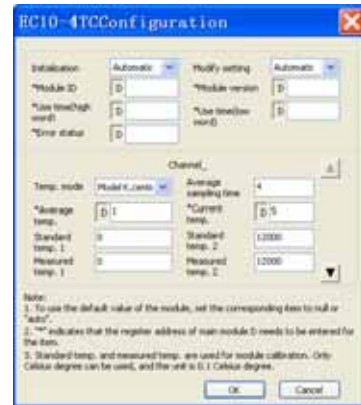 EC10-4TCConfiguration
Initialization Automatic Modify setting Automatic
*Module ID D *Module version D
*Use time(high word) D *Use time(low word) D
*Error status D
Channel_
Temp. mode Model K,cente Average sampling time 4
*Average temp. D 1 *Current temp. D 5
Standard temp. 1 0 Standard temp. 2 12000
Measured temp. 1 0 Measured temp. 2 12000
Note:
1. To use the default value of the module, set the corresponding item to null or
"auto".
2. "*" indicates that the register address of main module D needs to be entered for
the item.
3. Standard temp. and measured temp. are used for module calibration. Only
Celsius degree can be used, and the unit is 0.1 Celsius degree.
OK Cancel